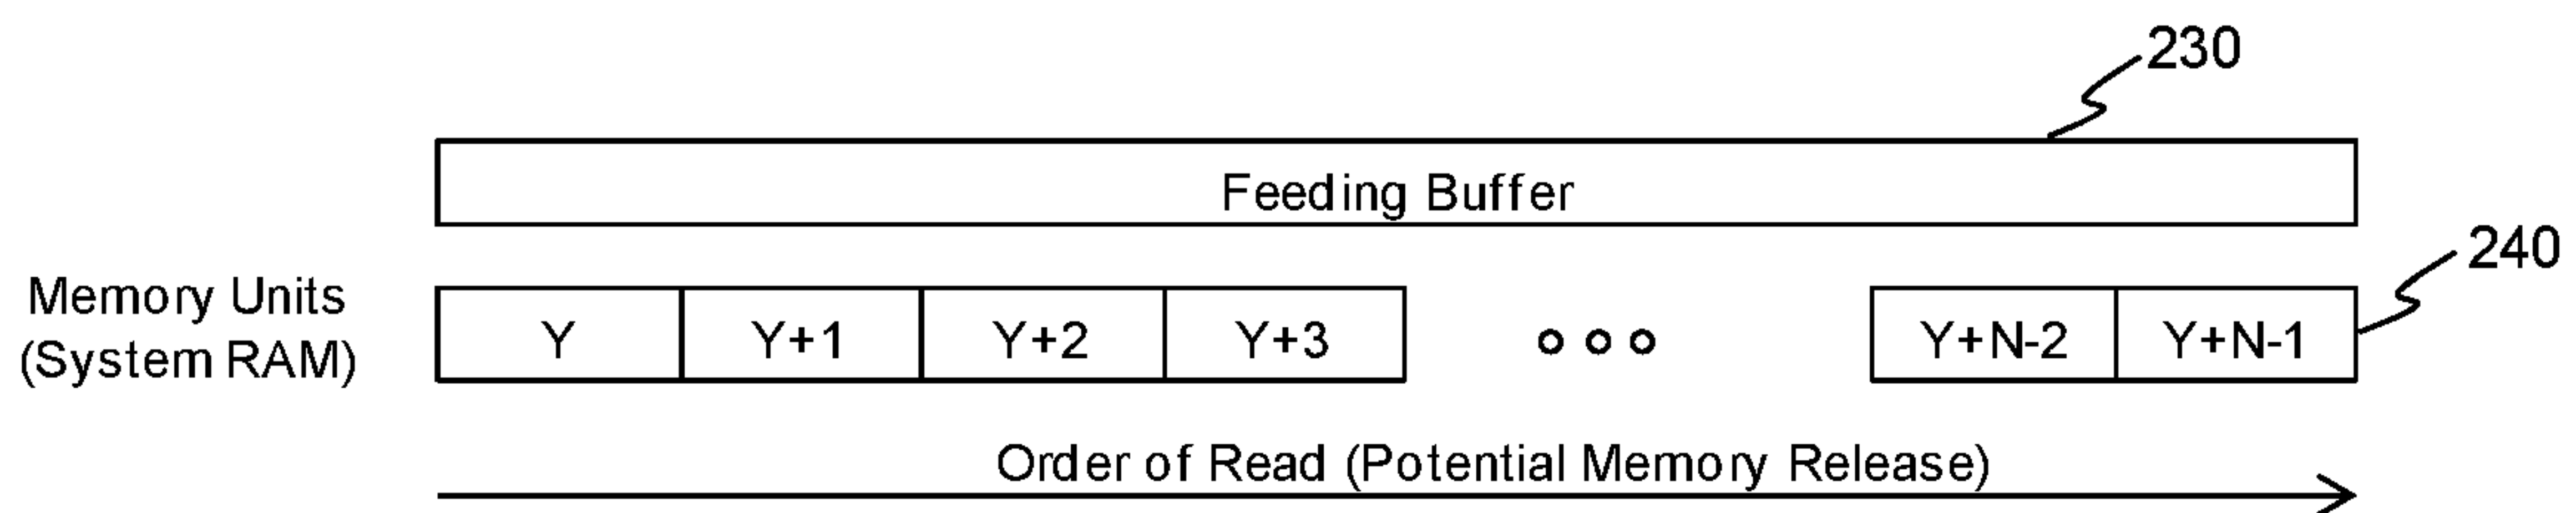 230
Feeding Buffer
240
Memory Units
(System RAM)
Y Y+1 Y+2 Y+3 Y+N-2 Y+N-1
Order of Read (Potential Memory Release)